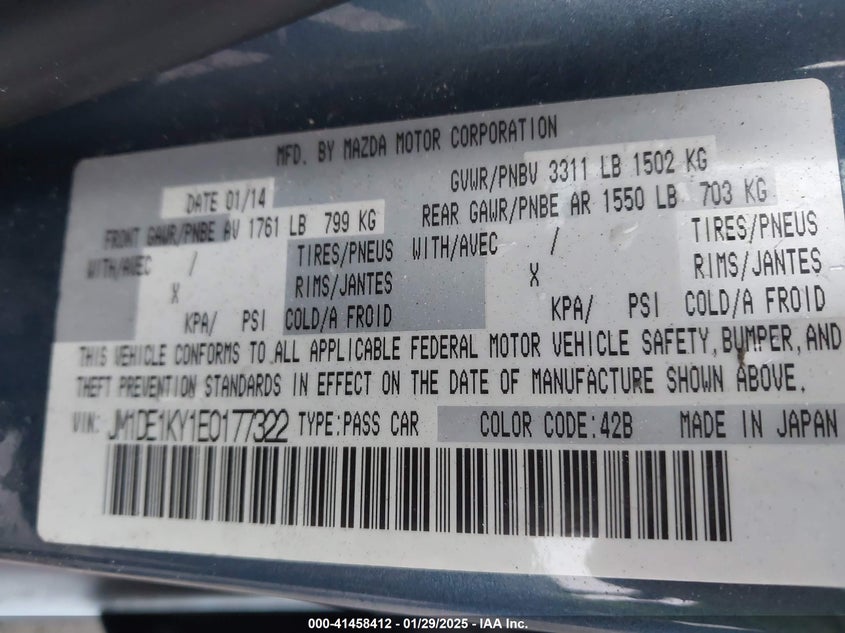 MFD. BY MAZDA MOTOR CORPORATION
DATE 01/14 GVWR/PNBV 3311 LB 1502 KG
FRONT GAWR/PNBE AV 1761 LB 799 KG REAR GAWR/PNBE AR 1550 LB 703 KG
WITH/AVEC / TIRES/PNEUS WITH/AVEC / TIRES/PNEUS
X RIMS/JANTES X RIMS/JANTES
KPA/ PSI COLD/A FROID KPA/ PSI COLD/A FROID
THIS VEHICLE CONFORMS TO ALL APPLICABLE FEDERAL MOTOR VEHICLE SAFETY, BUMPER, AND
THEFT PREVENTION STANDARDS IN EFFECT ON THE DATE OF MANUFACTURE SHOWN ABOVE.
VIN: JM1DE1KY1E0177322 TYPE:PASS CAR COLOR CODE:42B MADE IN JAPAN
000-41458412 - 01/29/2025 - IAA Inc.